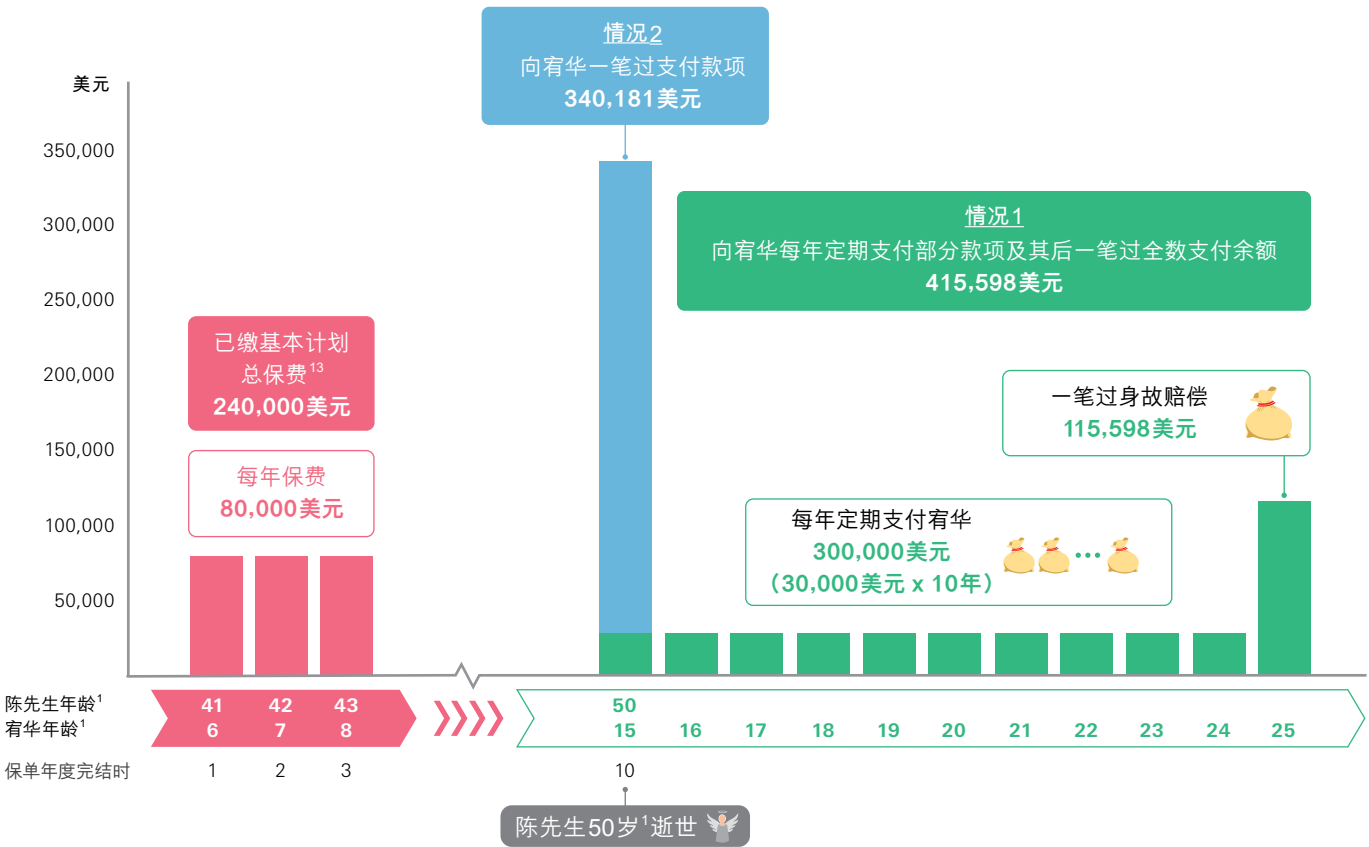 情况2
向宥华一笔过支付款项
340,181美元
美元
350,000
300,000
250,000
200,000
150,000
100,000
50,000
情况1
向宥华每年定期支付部分款项及其后一笔过全数支付余额
415,598美元
已缴基本计划
总保费13
240,000美元
每年保费
80,000美元
一笔过身故赔偿
115,598美元
每年定期支付宥华
300,000美元
（30,000美元 x 10年）
陈先生年龄1 41 42 43 50
宥华年龄1 6 7 8 15 16 17 18 19 20 21 22 23 24 25
保单年度完结时 1 2 3 10
陈先生50岁1逝世